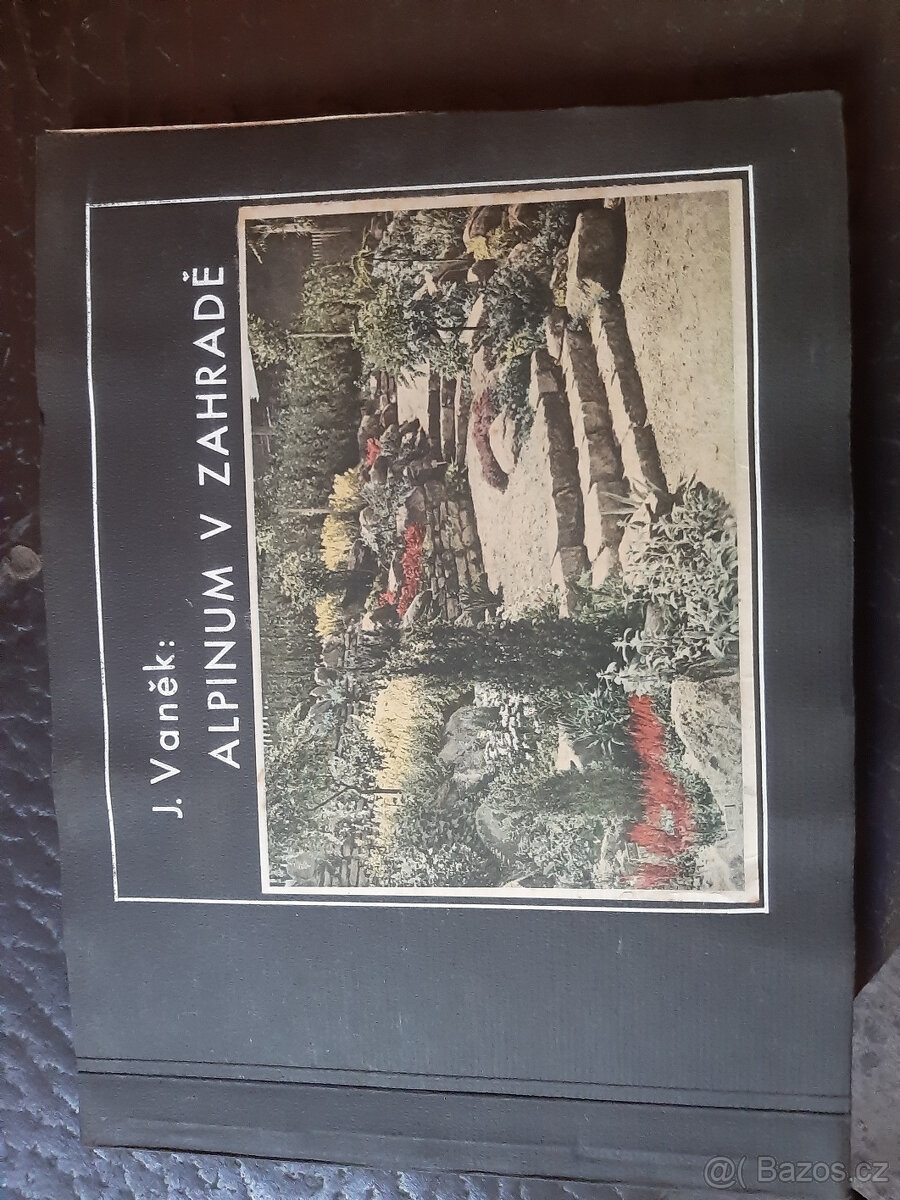 J. Vaněk:
ALPINUM V ZAHRADĚ
@( Bazos.cz